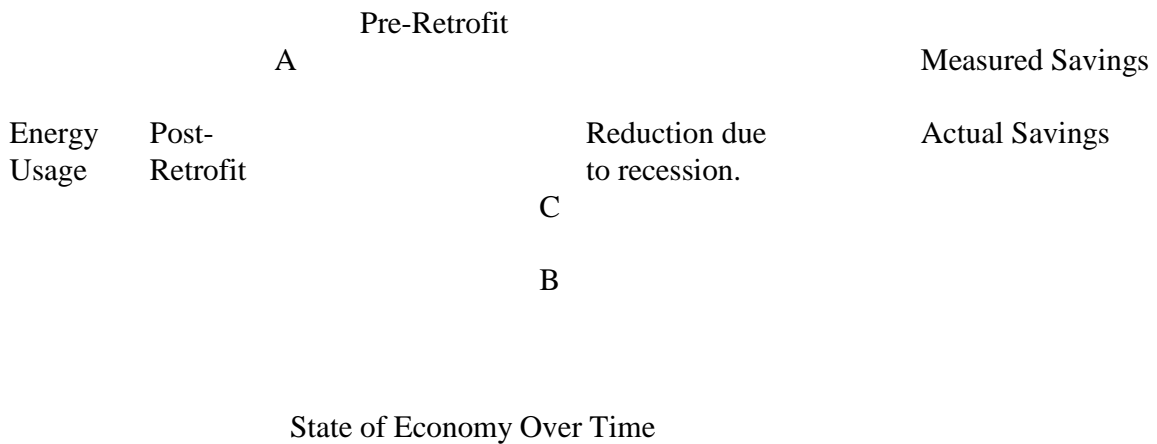 Pre-Retrofit
A
Measured Savings
Energy Usage
Post-Retrofit
Reduction due
to recession.
Actual Savings
C
B
State of Economy Over Time